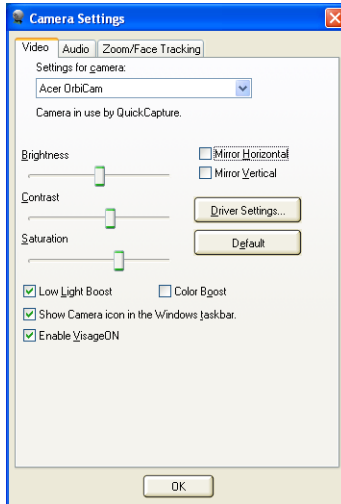 Camera Settings
Video Audio Zoom/Face Tracking
Settings for camera:
Acer OrbiCam
Camera in use by QuickCapture.
Brightness
Mirror Horizontal
Mirror Vertical
Contrast
Driver Settings...
Saturation
Default
Low Light Boost Color Boost
Show Camera icon in the Windows taskbar.
Enable VisageON
OK